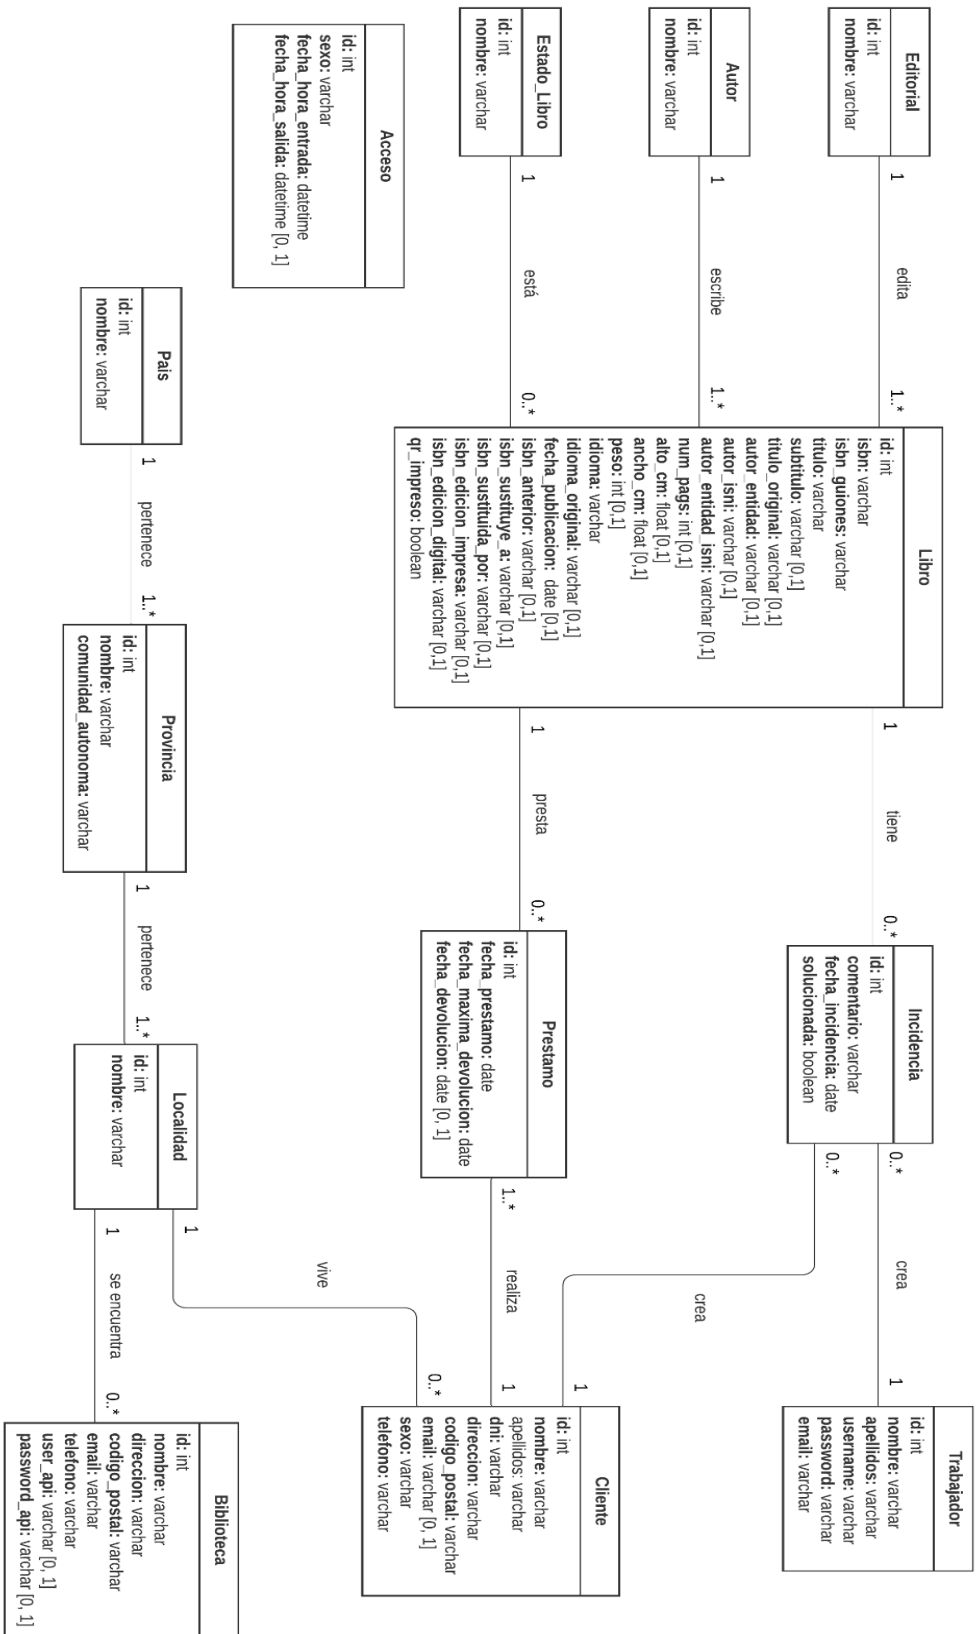 Editorial
id: int
nombre: varchar
1
edita
1..*
Autor
id: int
nombre: varchar
1
escribe
1..*
Estado_Libro
id: int
nombre: varchar
1
está
0..*
Acceso
id: int
sexo: varchar
fecha_hora_entrada: datetime
fecha_hora_salida: datetime [0, 1]
Libro
id: int
isbn: varchar
isbn_guiones: varchar
titulo: varchar
subtitulo: varchar [0,1]
titulo_original: varchar [0,1]
autor_entidad: varchar [0,1]
autor_isni: varchar [0,1]
autor_entidad_isni: varchar [0,1]
num_pags: int [0,1]
alto_cm: float [0,1]
ancho_cm: float [0,1]
peso: int [0,1]
idioma: varchar
idioma_original: varchar [0,1]
fecha_publicacion: date [0,1]
isbn_anterior: varchar [0,1]
isbn_sustituye_a: varchar [0,1]
isbn_sustituida_por: varchar [0,1]
isbn_edicion_impresa: varchar [0,1]
isbn_edicion_digital: varchar [0,1]
qr_impreso: boolean
1
tiene
0..*
1
presta
0..*
Incidencia
id: int
comentario: varchar
fecha_incidencia: date
solucionada: boolean
0..*
crea
1
0..*
crea
1
Prestamo
id: int
fecha_prestamo: date
fecha_maxima_devolucion: date
fecha_devolucion: date [0, 1]
1..*
realiza
1
Trabajador
id: int
nombre: varchar
apellidos: varchar
username: varchar
password: varchar
email: varchar
Cliente
id: int
nombre: varchar
apellidos: varchar
dni: varchar
direccion: varchar
codigo_postal: varchar
email: varchar [0, 1]
sexo: varchar
telefono: varchar
Pais
id: int
nombre: varchar
1
pertenece
1..*
Provincia
id: int
nombre: varchar
comunidad_autonoma: varchar
1
pertenece
1..*
Localidad
id: int
nombre: varchar
1
vive
0..*
1
se encuentra
0..*
Biblioteca
id: int
nombre: varchar
direccion: varchar
codigo_postal: varchar
email: varchar
telefono: varchar
user_api: varchar [0, 1]
password_api: varchar [0, 1]